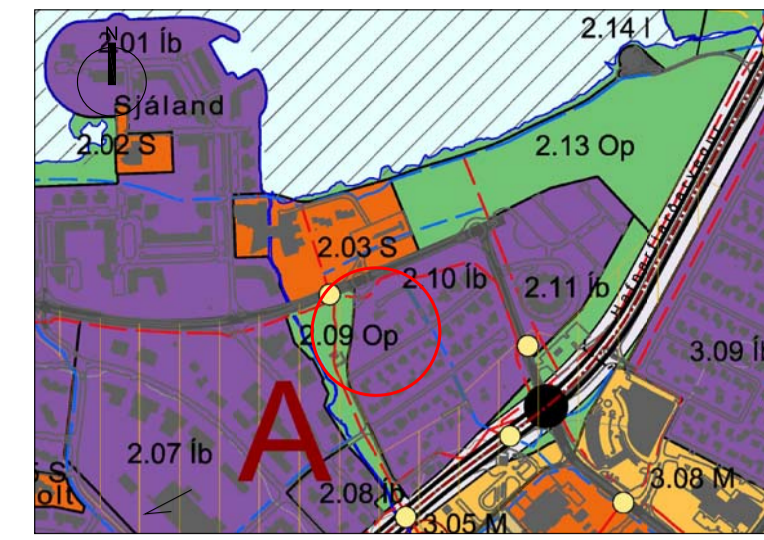 N
2.01 Íb
2.14 I
Sjáland
2.02 S
2.13 Op
Hafnarfjarðarvegur
2.03 S
2.10 Íb
2.11 Íb
2.09 Op
3.09 Í
A
2.07 Íb
2.08 Íb
3.08 M
S
olt
3.05 M